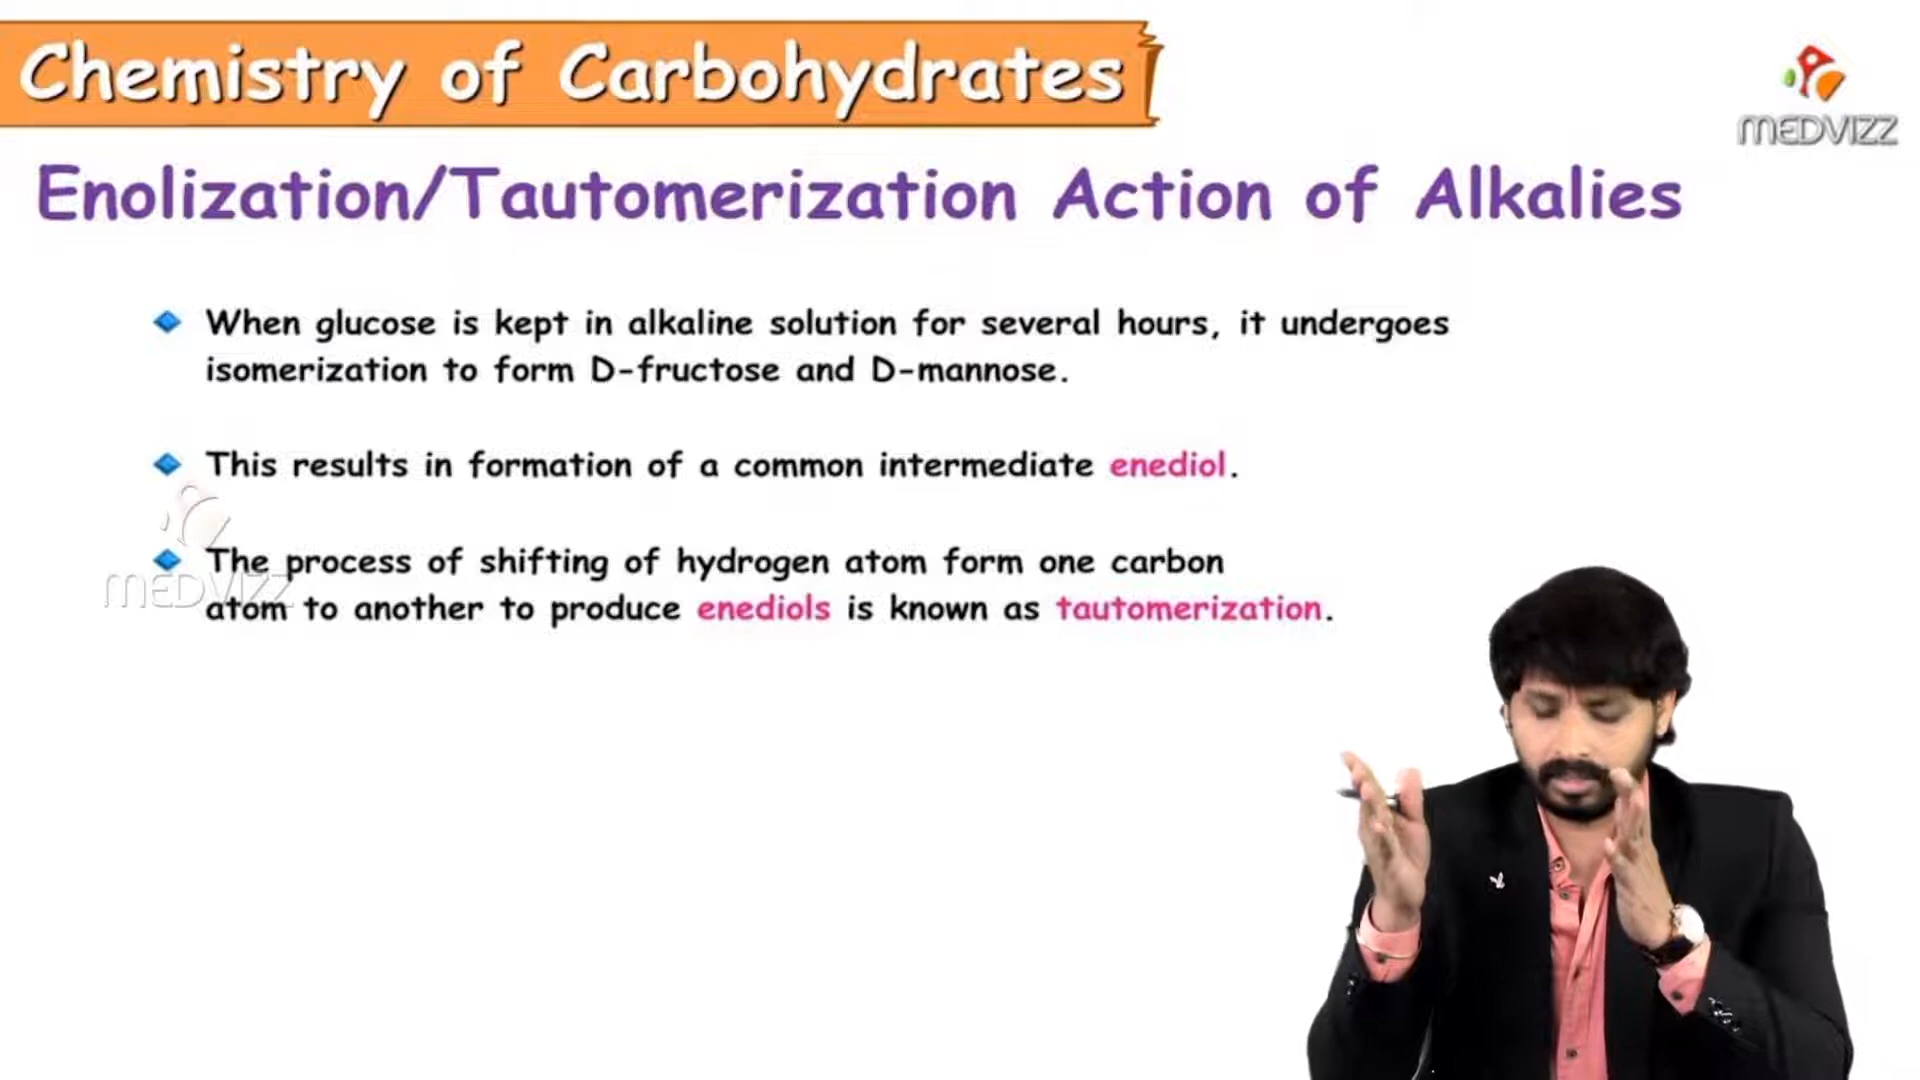 Chemistry of Carbohydrates
MEDVIZZ
Enolization/Tautomerization Action of Alkalies
When glucose is kept in alkaline solution for several hours, it undergoes
isomerization to form D-fructose and D-mannose.
This results in formation of a common intermediate enediol.
The process of shifting of hydrogen atom form one carbon
MEDVIZZ
atom to another to produce enediols is known as tautomerization.